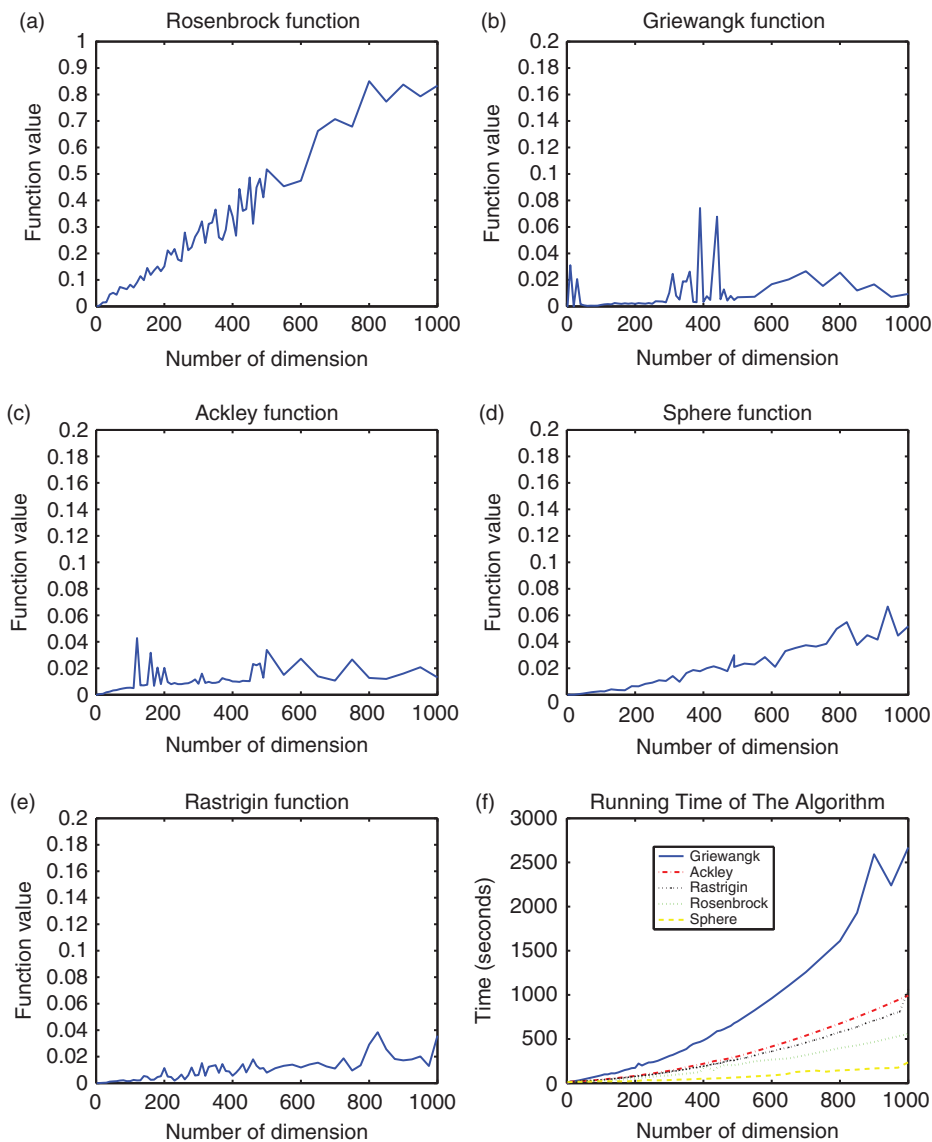 (a)
Rosenbrock function
1
0.9
0.8
0.7
0.6
0.5
0.4
0.3
0.2
0.1
0
0 200 400 600 800 1000
Function value
Number of dimension
(b)
Griewangk function
0.2
0.18
0.16
0.14
0.12
0.1
0.08
0.06
0.04
0.02
0
0 200 400 600 800 1000
Function value
Number of dimension
(c)
Ackley function
0.2
0.18
0.16
0.14
0.12
0.1
0.08
0.06
0.04
0.02
0
0 200 400 600 800 1000
Function value
Number of dimension
(d)
Sphere function
0.2
0.18
0.16
0.14
0.12
0.1
0.08
0.06
0.04
0.02
0
0 200 400 600 800 1000
Function value
Number of dimension
(e)
Rastrigin function
0.2
0.18
0.16
0.14
0.12
0.1
0.08
0.06
0.04
0.02
0
0 200 400 600 800 1000
Function value
Number of dimension
(f)
Running Time of The Algorithm
3000
2500
2000
1500
1000
500
0
0 200 400 600 800 1000
Time (seconds)
Number of dimension
Griewangk
Ackley
Rastrigin
Rosenbrock
Sphere